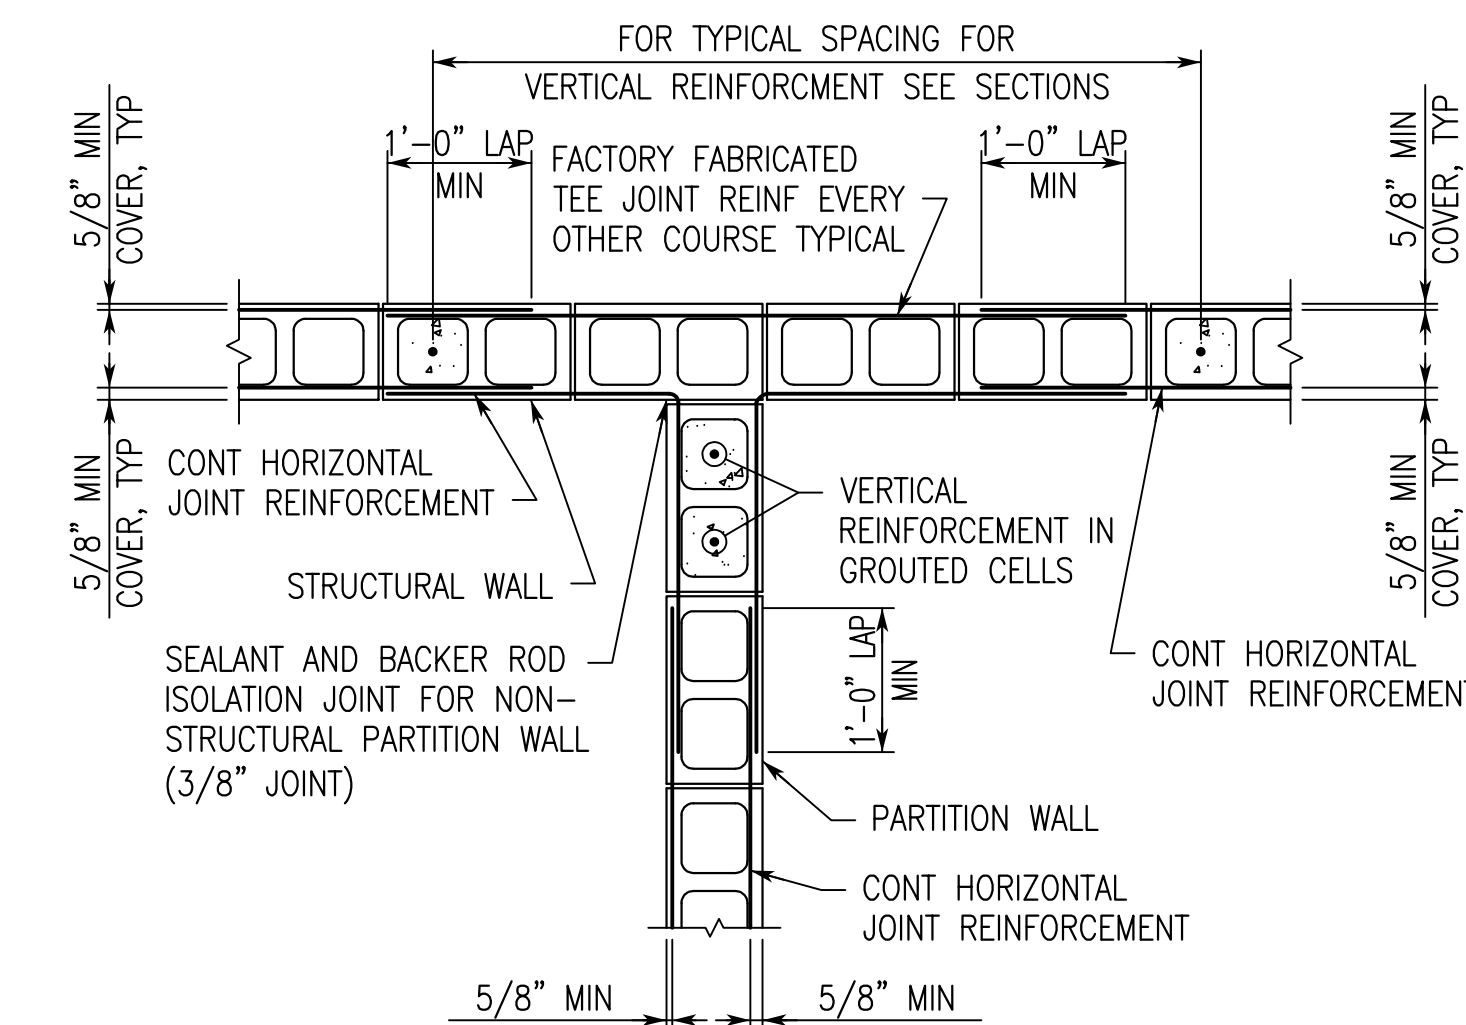 FOR TYPICAL SPACING FOR
VERTICAL REINFORCMENT SEE SECTIONS
5/8" MIN
COVER, TYP
1'-0" LAP
MIN
FACTORY FABRICATED
TEE JOINT REINF EVERY
OTHER COURSE TYPICAL
1'-0" LAP
MIN
5/8" MIN
COVER, TYP
5/8" MIN
COVER, TYP
CONT HORIZONTAL
JOINT REINFORCEMENT
STRUCTURAL WALL
SEALANT AND BACKER ROD
ISOLATION JOINT FOR NON-
STRUCTURAL PARTITION WALL
(3/8" JOINT)
VERTICAL
REINFORCEMENT IN
GROUTED CELLS
1'-0" LAP
MIN
5/8" MIN
COVER, TYP
CONT HORIZONTAL
JOINT REINFORCEMENT
PARTITION WALL
CONT HORIZONTAL
JOINT REINFORCEMENT
5/8" MIN
5/8" MIN